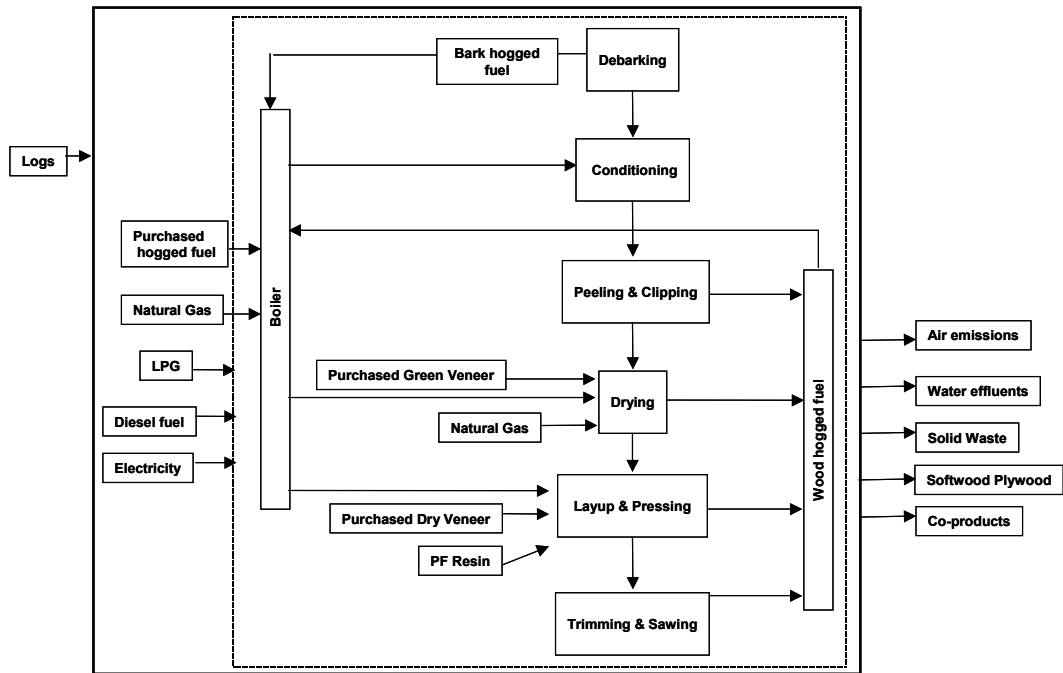 Bark hogged
fuel
Debarking
Logs
Conditioning
Purchased
hogged fuel
Boiler
Peeling & Clipping
Natural Gas
Air emissions
LPG
Purchased Green Veneer
Wood hogged fuel
Drying
Water effluents
Diesel fuel
Natural Gas
Solid Waste
Electricity
Softwood Plywood
Layup & Pressing
Purchased Dry Veneer
Co-products
PF Resin
Trimming & Sawing